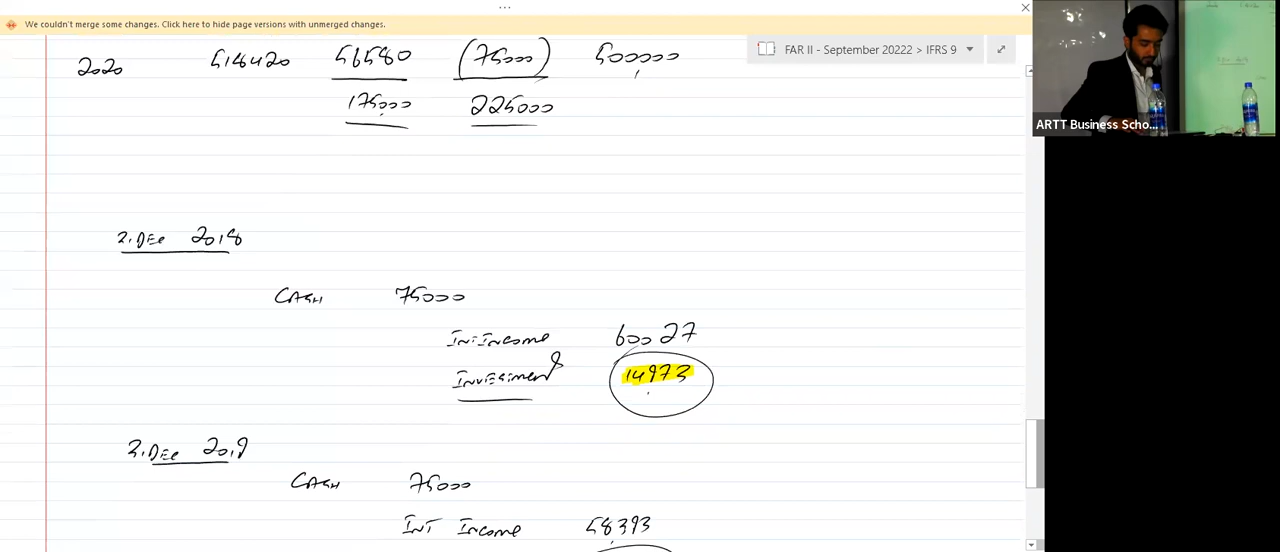 ...
We couldn't merge some changes. Click here to hide page versions with unmerged changes.
FAR II - September 20222 > IFRS 9
2020 518420 56580 (75000) 500000
175000 225000
ARTT Business Scho...
31.Dec 2018
CASH 75000
INT.INCOME 60027
INVESTMENT 14973
31.Dec 2019
CASH 75000
INT INCOME 58393